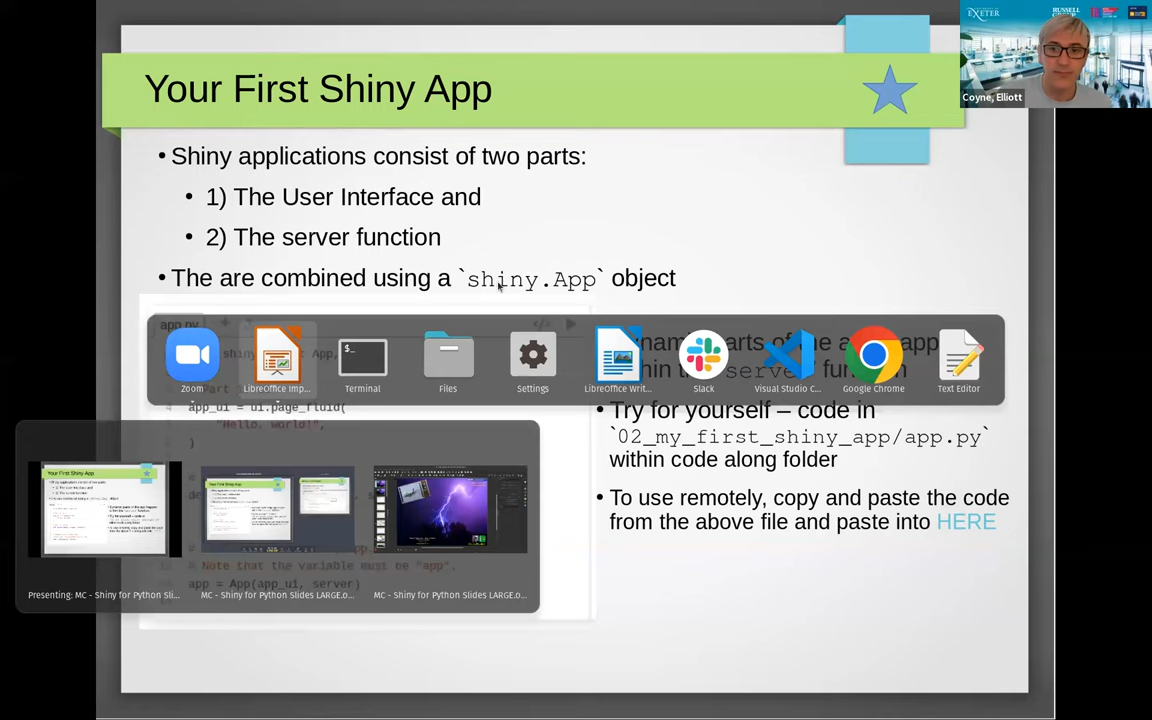 Your First Shiny App
EXETER
RUSSELL
Coyne, Elliott
• Shiny applications consist of two parts:
• 1) The User Interface and
• 2) The server function
• The are combined using a `shiny.App` object
app.py
Zoom
LibreOffice Imp...
Terminal
Files
Settings
LibreOffice Writ...
Slack
Visual Studio C...
Google Chrome
Text Editor
app_ui = ui.page_fluid(
"Hello, world!",
)
# Note that the variable must be "app".
app = App(app_ui, server)
Presenting: MC - Shiny for Python Sli...
MC - Shiny for Python Slides LARGE.o...
MC - Shiny for Python Slides LARGE.o...
• Try for yourself – code in
`02_my_first_shiny_app/app.py`
within code along folder
• To use remotely, copy and paste the code
from the above file and paste into HERE